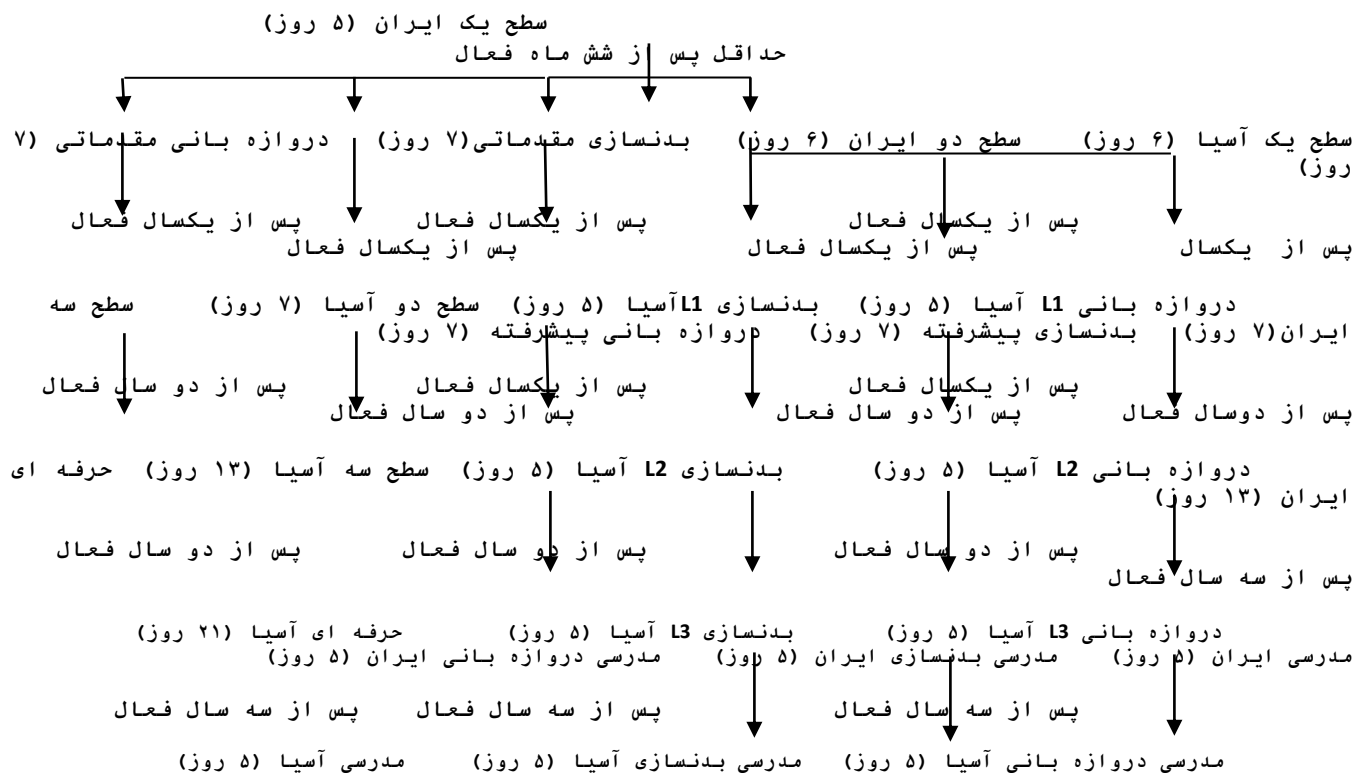 سطح یک ایران (۵ روز)
حداقل پس از شش ماه فعال
سطح یک آسیا (۶ روز) سطح دو ایران (۶ روز) بدنسازی مقدماتی(۷ روز) دروازه بانی مقدماتی (۷
روز)
پس از یکسال فعال پس از یکسال فعال پس از یکسال فعال
پس از یکسال پس از یکسال فعال پس از یکسال فعال
دروازه بانی L1 آسیا (۵ روز) بدنسازی L1آسیا (۵ روز) سطح دو آسیا (۷ روز) سطح سه
ایران(۷ روز) بدنسازی پیشرفته (۷ روز) دروازه بانی پیشرفته (۷ روز)
پس از یکسال فعال پس از یکسال فعال پس از دو سال فعال
پس از دوسال فعال پس از دو سال فعال پس از دو سال فعال
دروازه بانی L2 آسیا (۵ روز) بدنسازی L2 آسیا (۵ روز) سطح سه آسیا (۱۳ روز) حرفه ای
ایران (۱۳ روز)
پس از دو سال فعال پس از دو سال فعال پس از دو سال فعال
پس از سه سال فعال
دروازه بانی L3 آسیا (۵ روز) بدنسازی L3 آسیا (۵ روز) حرفه ای آسیا (۲۱ روز)
مدرسی ایران (۵ روز) مدرسی بدنسازی ایران (۵ روز) مدرسی دروازه بانی ایران (۵ روز)
پس از سه سال فعال پس از سه سال فعال پس از سه سال فعال
مدرسی دروازه بانی آسیا (۵ روز) مدرسی بدنسازی آسیا (۵ روز) مدرسی آسیا (۵ روز)